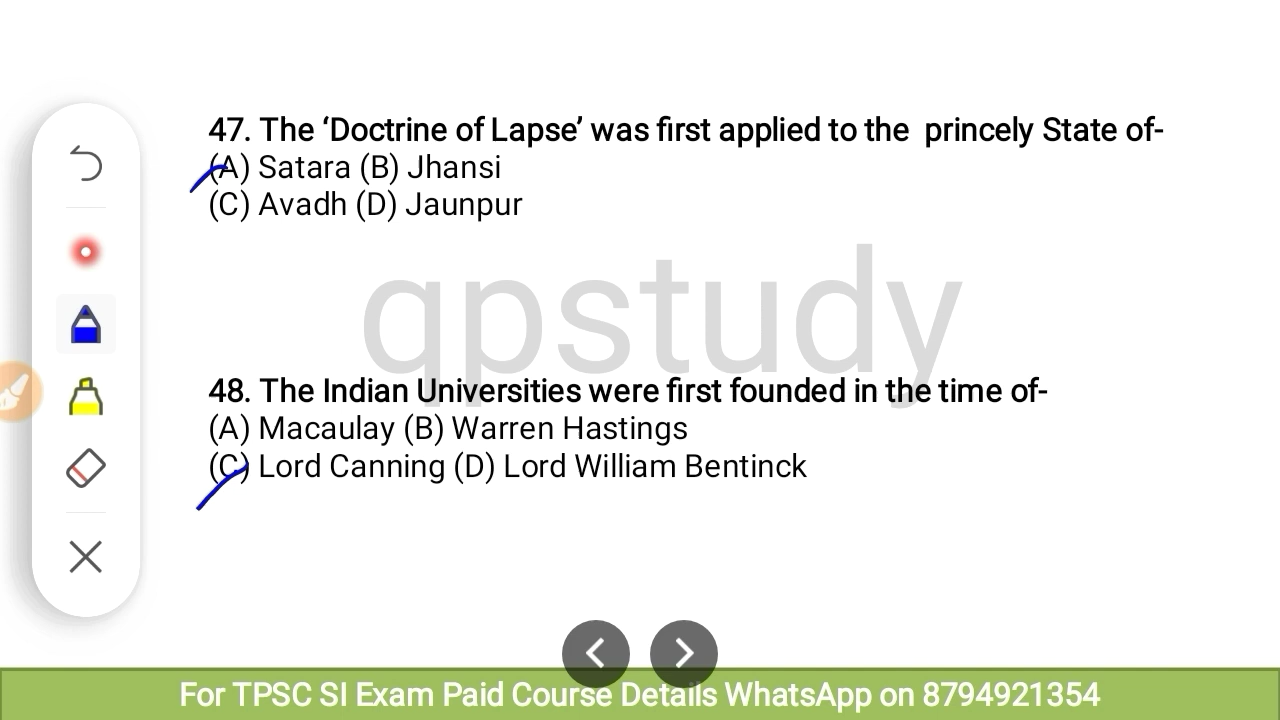 47. The ‘Doctrine of Lapse’ was first applied to the princely State of-
(A) Satara (B) Jhansi
(C) Avadh (D) Jaunpur
qpstudy
48. The Indian Universities were first founded in the time of-
(A) Macaulay (B) Warren Hastings
(C) Lord Canning (D) Lord William Bentinck
For TPSC SI Exam Paid Course Details WhatsApp on 8794921354